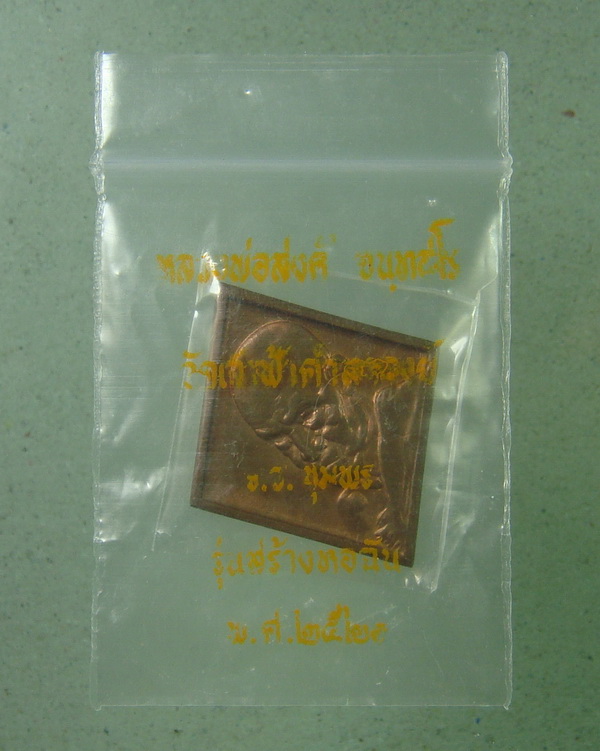 หลวงพ่อสงค์ จนฺทสโร
วัดเจ้าฟ้าศาลาลอย
จ.ว. ชุมพร
รุ่นสร้างหอฉัน
พ.ศ.๒๕๒๑